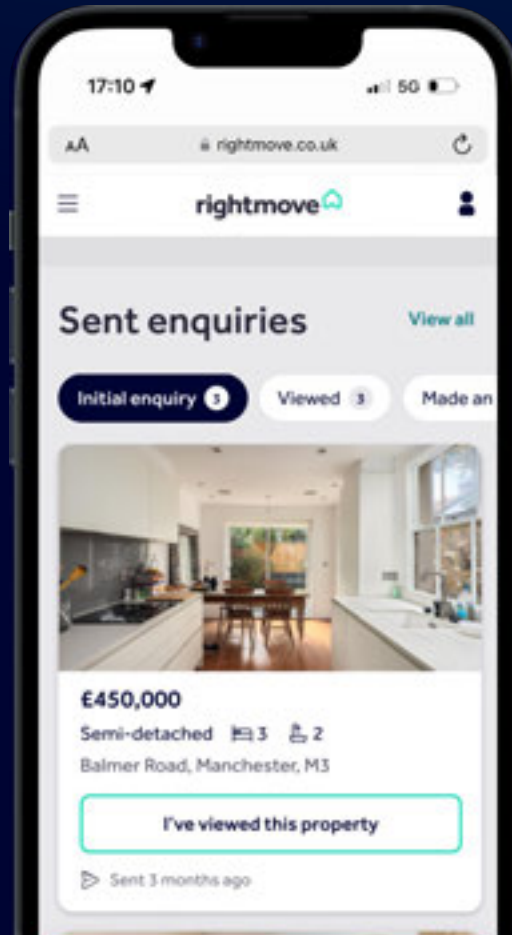 17:10 5G
AA rightmove.co.uk
rightmove
Sent enquiries View all
Initial enquiry 3 Viewed 3 Made an
£450,000
Semi-detached 3 2
Balmer Road, Manchester, M3
I've viewed this property
Sent 3 months ago